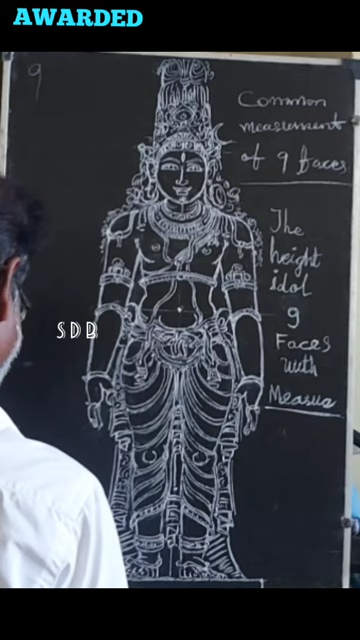 AWARDED
9
Common
measurement
of 9 faces
The
height
idol
9
Faces
with
Measure
SDB